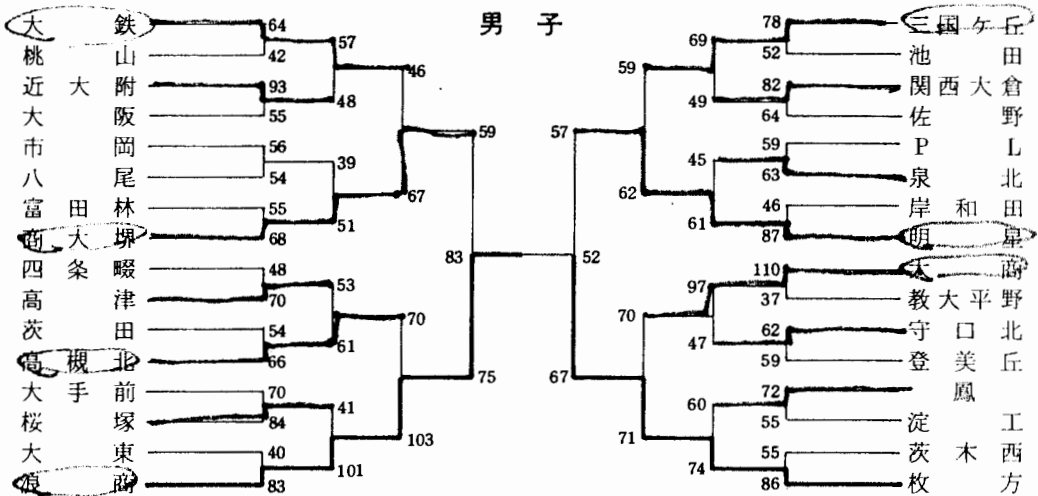 男子
大鉄 64 78 三国ケ丘
57 69
桃山 42 52 池田
46 59
近大附 93 82 関西大倉
48 49
大阪 55 64 佐野
59 57
市岡 56 59 PL
39 45
八尾 54 63 泉北
67 62
富田林 55 46 岸和田
51 61
商大堺 68 87 明星
83 52
四条畷 48 110 大商
53 97
高津 70 37 教大平野
70 70
茨田 54 62 守口北
61 47
高槻北 66 59 登美丘
75 67
大手前 70 72 鳳
41 60
桜塚 84 55 淀工
103 71
大東 40 55 茨木西
101 74
浪商 83 86 枚方